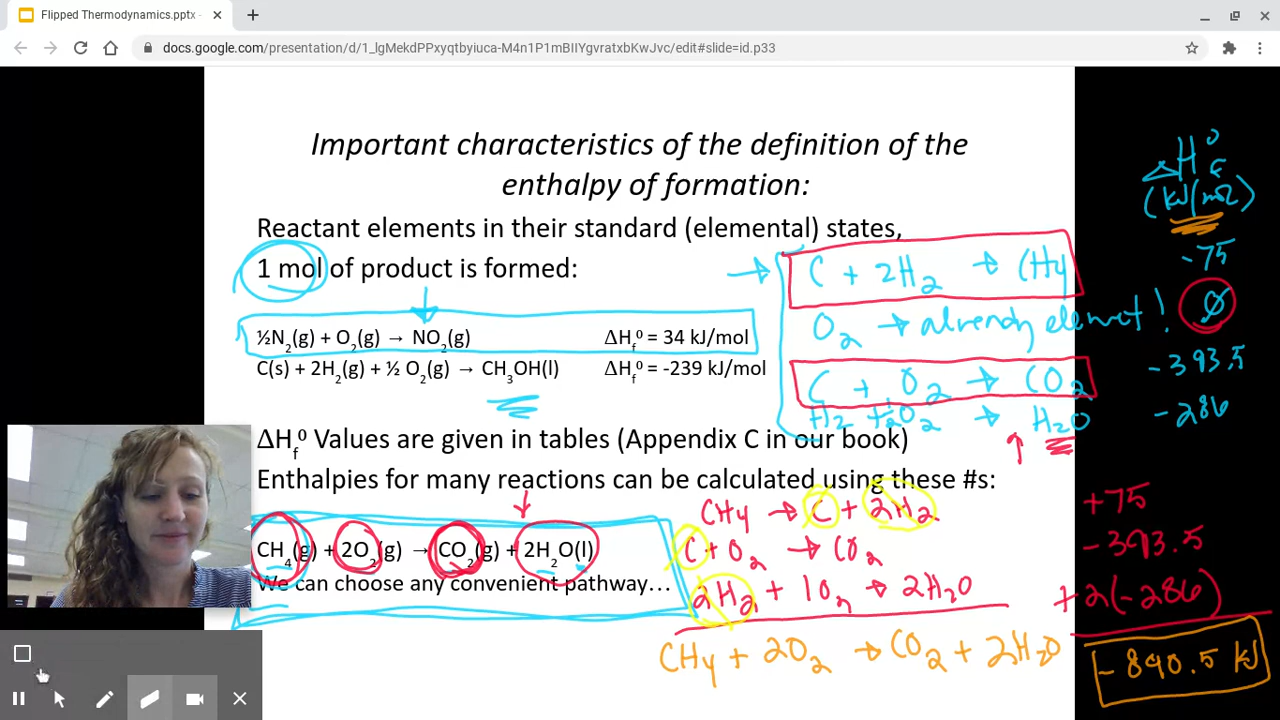 Flipped Thermodynamics.pptx -
docs.google.com/presentation/d/1_lgMekdPPxyqtbyiuca-M4n1P1mBIIYgvratxbKwJvc/edit#slide=id.p33
Important characteristics of the definition of the
enthalpy of formation:
Reactant elements in their standard (elemental) states,
1 mol of product is formed:
½N₂(g) + O₂(g) → NO₂(g) ΔHf⁰ = 34 kJ/mol
C(s) + 2H₂(g) + ½ O₂(g) → CH₃OH(l) ΔHf⁰ = -239 kJ/mol
ΔHf⁰ Values are given in tables (Appendix C in our book)
Enthalpies for many reactions can be calculated using these #s:
CH₄(g) + 2O₂(g) → CO₂(g) + 2H₂O(l)
We can choose any convenient pathway…
ΔH⁰f
(kJ/mol)
C + 2H₂ → CH4 -75
O₂ → already element! 0
C + O₂ → CO₂ -393.5
H₂ + ½O₂ → H₂O -286
CH4 → C + 2H₂ +75
C + O₂ → CO₂ -393.5
2H₂ + 1O₂ → 2H₂O +2(-286)
CH4 + 2O₂ → CO₂ + 2H₂O -890.5 kJ